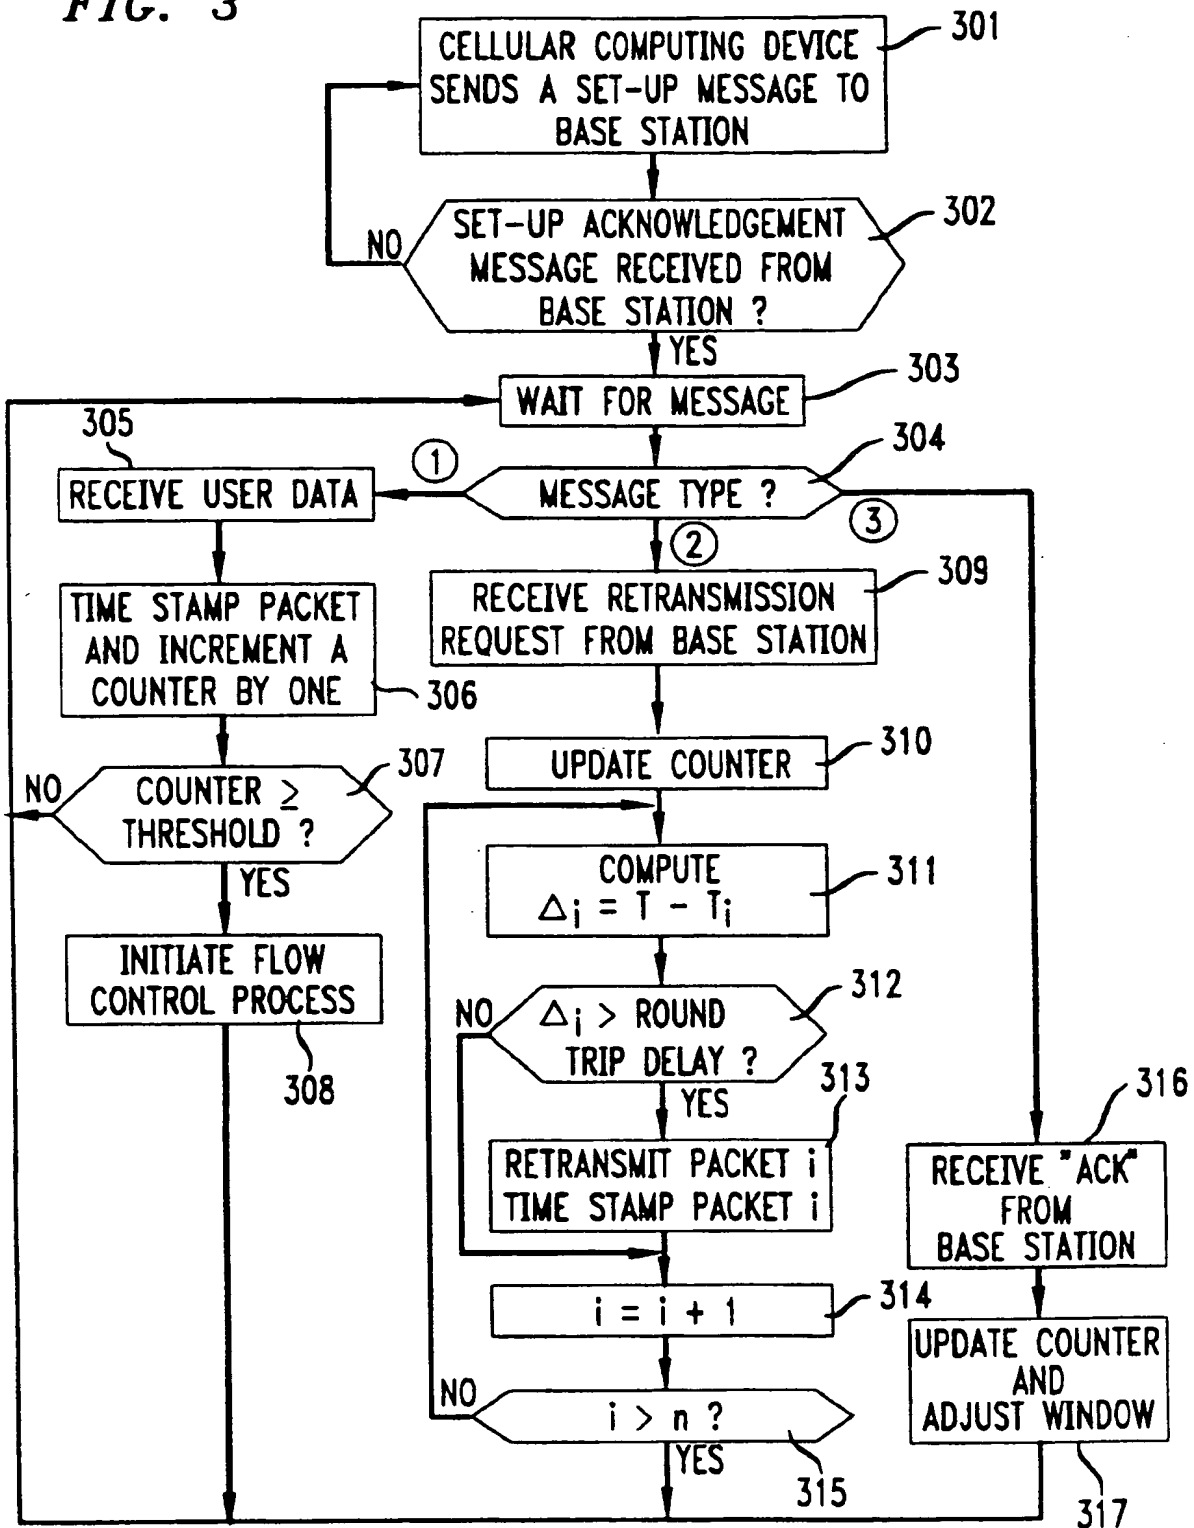 FIG. 3
CELLULAR COMPUTING DEVICE
SENDS A SET-UP MESSAGE TO
BASE STATION
301
SET-UP ACKNOWLEDGEMENT
MESSAGE RECEIVED FROM
BASE STATION ?
302
NO
YES
WAIT FOR MESSAGE
303
MESSAGE TYPE ?
304
1
2
3
305
RECEIVE USER DATA
TIME STAMP PACKET
AND INCREMENT A
COUNTER BY ONE
306
COUNTER ≥
THRESHOLD ?
307
NO
YES
INITIATE FLOW
CONTROL PROCESS
308
RECEIVE RETRANSMISSION
REQUEST FROM BASE STATION
309
UPDATE COUNTER
310
COMPUTE
Δi = T - Ti
311
Δi > ROUND
TRIP DELAY ?
312
NO
YES
313
RETRANSMIT PACKET i
TIME STAMP PACKET i
i = i + 1
314
i > n ?
315
NO
YES
316
RECEIVE "ACK"
FROM
BASE STATION
UPDATE COUNTER
AND
ADJUST WINDOW
317